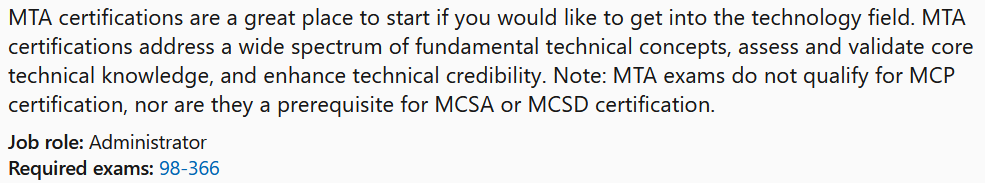 MTA certifications are a great place to start if you would like to get into the technology field. MTA
certifications address a wide spectrum of fundamental technical concepts, assess and validate core
technical knowledge, and enhance technical credibility. Note: MTA exams do not qualify for MCP
certification, nor are they a prerequisite for MCSA or MCSD certification.
Job role: Administrator
Required exams: 98-366